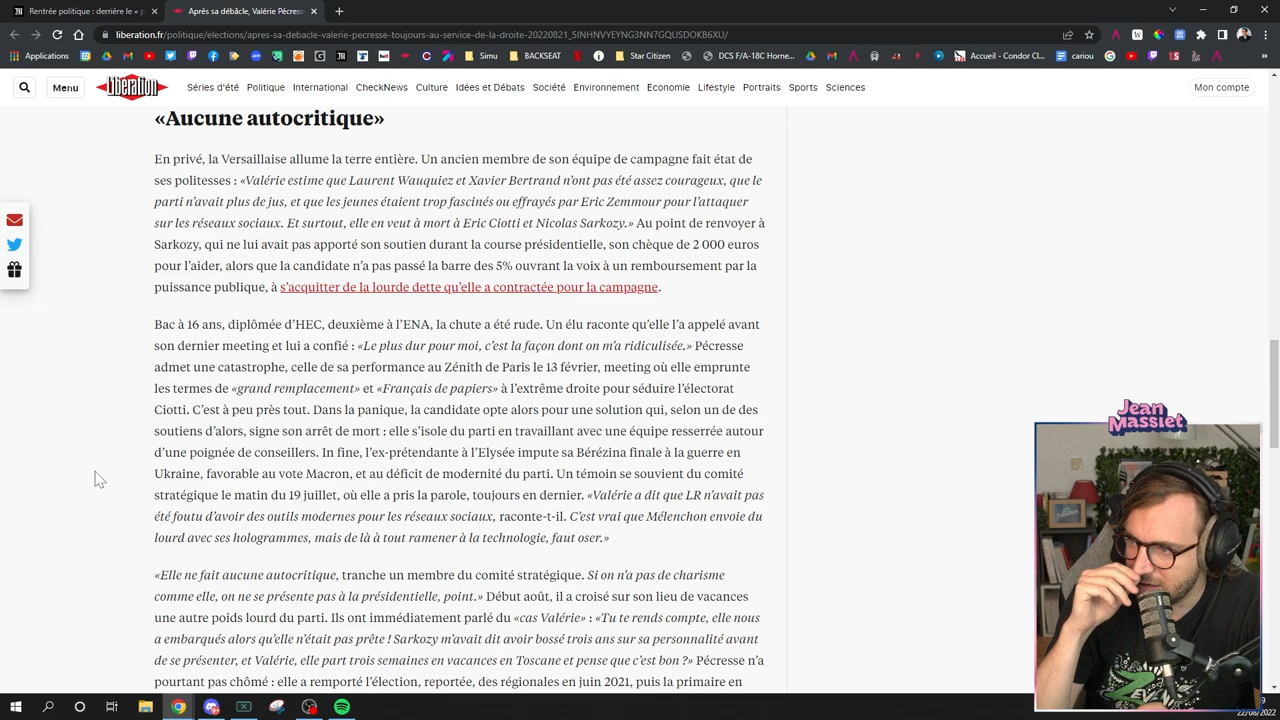 Rentrée politique : derrière le « p
Après sa débâcle, Valérie Pécresse
liberation.fr/politique/elections/apres-sa-debacle-valerie-pecresse-toujours-au-service-de-la-droite-20220821_5INHNVYEYNG3NN7GQUSDOKB6XU/
Applications
Simu
BACKSEAT
Star Citizen
DCS F/A-18C Horne...
Accueil - Condor Cl...
cariou
Menu
Libération
Séries d'été
Politique
International
CheckNews
Culture
Idées et Débats
Société
Environnement
Economie
Lifestyle
Portraits
Sports
Sciences
Mon compte
«Aucune autocritique»
En privé, la Versaillaise allume la terre entière. Un ancien membre de son équipe de campagne fait état de
ses politesses : «Valérie estime que Laurent Wauquiez et Xavier Bertrand n'ont pas été assez courageux, que le
parti n'avait plus de jus, et que les jeunes étaient trop fascinés ou effrayés par Eric Zemmour pour l'attaquer
sur les réseaux sociaux. Et surtout, elle en veut à mort à Eric Ciotti et Nicolas Sarkozy.» Au point de renvoyer à
Sarkozy, qui ne lui avait pas apporté son soutien durant la course présidentielle, son chèque de 2 000 euros
pour l'aider, alors que la candidate n'a pas passé la barre des 5% ouvrant la voix à un remboursement par la
puissance publique, à s'acquitter de la lourde dette qu'elle a contractée pour la campagne.
Bac à 16 ans, diplômée d'HEC, deuxième à l'ENA, la chute a été rude. Un élu raconte qu'elle l'a appelé avant
son dernier meeting et lui a confié : «Le plus dur pour moi, c'est la façon dont on m'a ridiculisée.» Pécresse
admet une catastrophe, celle de sa performance au Zénith de Paris le 13 février, meeting où elle emprunte
les termes de «grand remplacement» et «Français de papiers» à l'extrême droite pour séduire l'électorat
Ciotti. C'est à peu près tout. Dans la panique, la candidate opte alors pour une solution qui, selon un de des
soutiens d'alors, signe son arrêt de mort : elle s'isole du parti en travaillant avec une équipe resserrée autour
d'une poignée de conseillers. In fine, l'ex-prétendante à l'Elysée impute sa Bérézina finale à la guerre en
Ukraine, favorable au vote Macron, et au déficit de modernité du parti. Un témoin se souvient du comité
stratégique le matin du 19 juillet, où elle a pris la parole, toujours en dernier. «Valérie a dit que LR n'avait pas
été foutu d'avoir des outils modernes pour les réseaux sociaux, raconte-t-il. C'est vrai que Mélenchon envoie du
lourd avec ses hologrammes, mais de là à tout ramener à la technologie, faut oser.»
«Elle ne fait aucune autocritique, tranche un membre du comité stratégique. Si on n'a pas de charisme
comme elle, on ne se présente pas à la présidentielle, point.» Début août, il a croisé sur son lieu de vacances
une autre poids lourd du parti. Ils ont immédiatement parlé du «cas Valérie» : «Tu te rends compte, elle nous
a embarqués alors qu'elle n'était pas prête ! Sarkozy m'avait dit avoir bossé trois ans sur sa personnalité avant
de se présenter, et Valérie, elle part trois semaines en vacances en Toscane et pense que c'est bon ?» Pécresse n'a
pourtant pas chômé : elle a remporté l'élection, reportée, des régionales en juin 2021, puis la primaire en
Jean
Massiet
22/08/2022